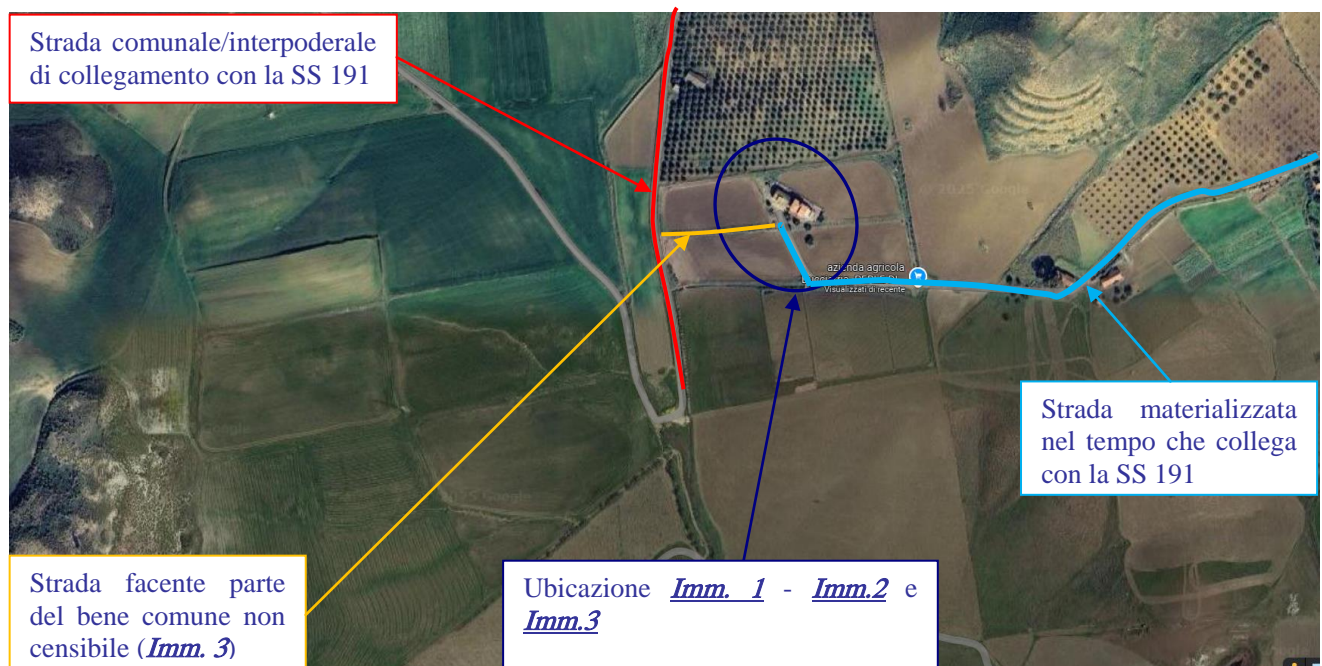 Strada comunale/interpoderale
di collegamento con la SS 191
azienda agricola
Visualizzati di recente
Strada materializzata
nel tempo che collega
con la SS 191
Strada facente parte
del bene comune non
censibile (Imm. 3)
Ubicazione Imm. 1 - Imm.2 e
Imm.3